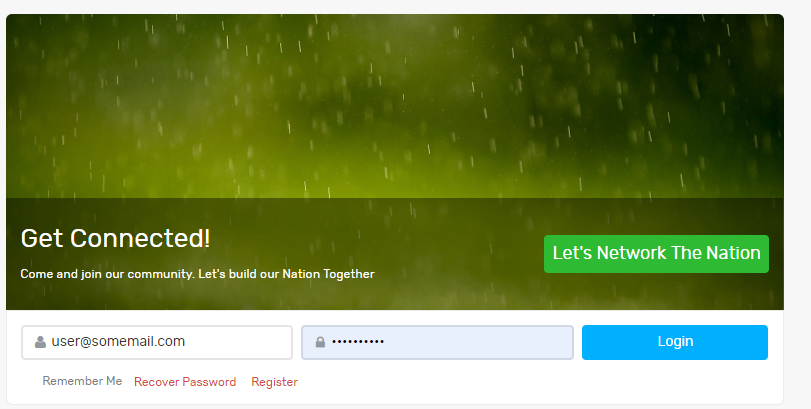 Get Connected!
Let's Network The Nation
Come and join our community. Let's build our Nation Together
user@somemail.com
••••••••••
Login
Remember Me
Recover Password
Register